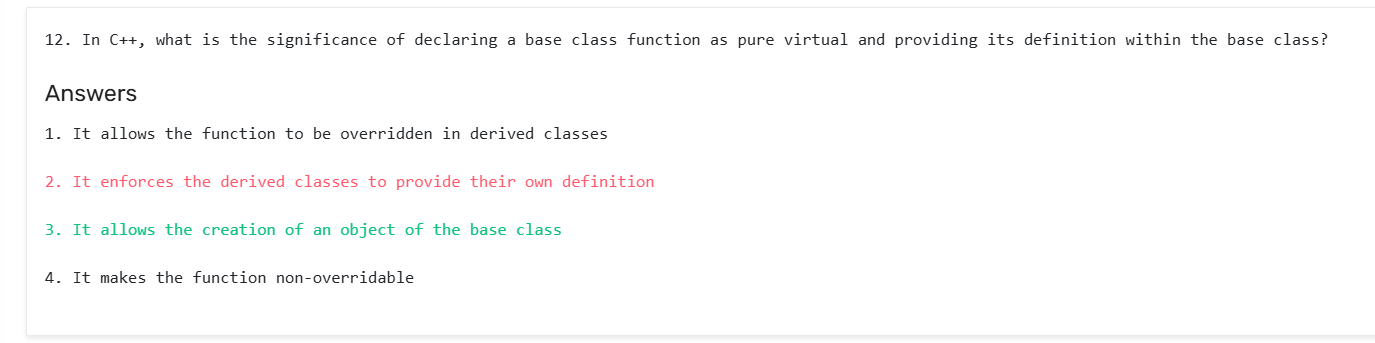 12. In C++, what is the significance of declaring a base class function as pure virtual and providing its definition within the base class?
Answers
1. It allows the function to be overridden in derived classes
2. It enforces the derived classes to provide their own definition
3. It allows the creation of an object of the base class
4. It makes the function non-overridable